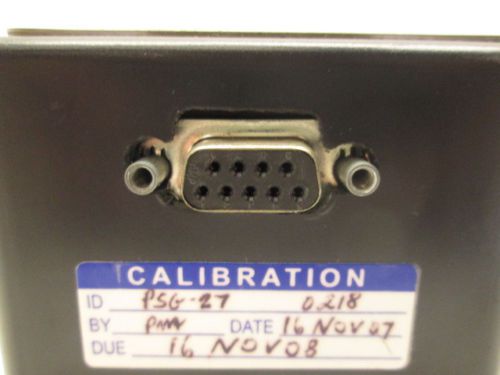 CALIBRATION
ID PSG-27 0.218
BY DATE 16 NOV 07
DUE 16 NOV 08